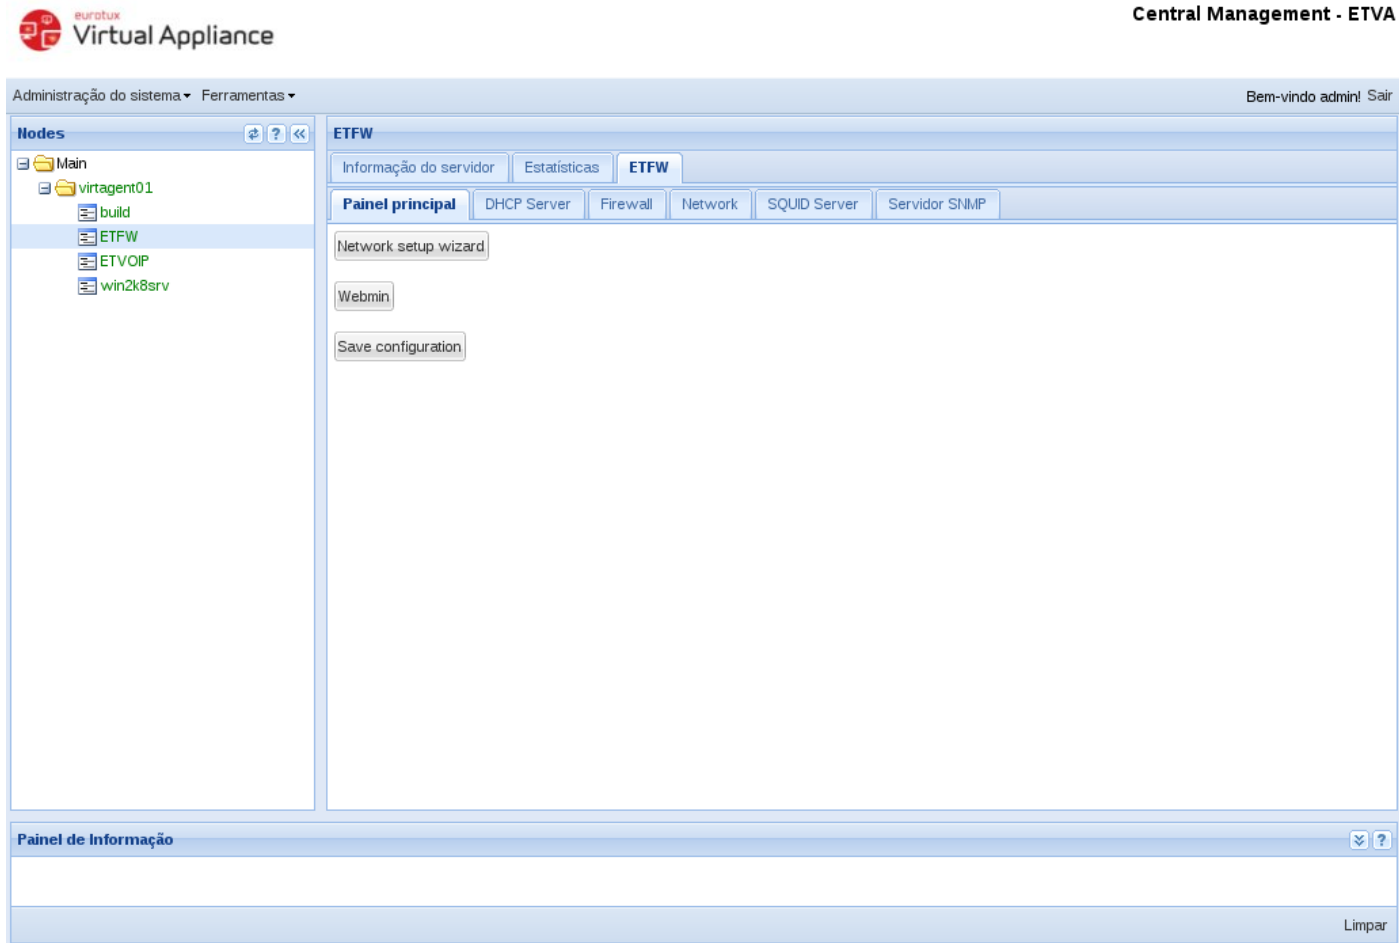 eurotux
Virtual Appliance
Central Management - ETVA
Administração do sistema Ferramentas
Bem-vindo admin! Sair
Nodes
ETFW
Main
virtagent01
build
ETFW
ETVOIP
win2k8srv
Informação do servidor Estatísticas ETFW
Painel principal DHCP Server Firewall Network SQUID Server Servidor SNMP
Network setup wizard
Webmin
Save configuration
Painel de Informação
Limpar